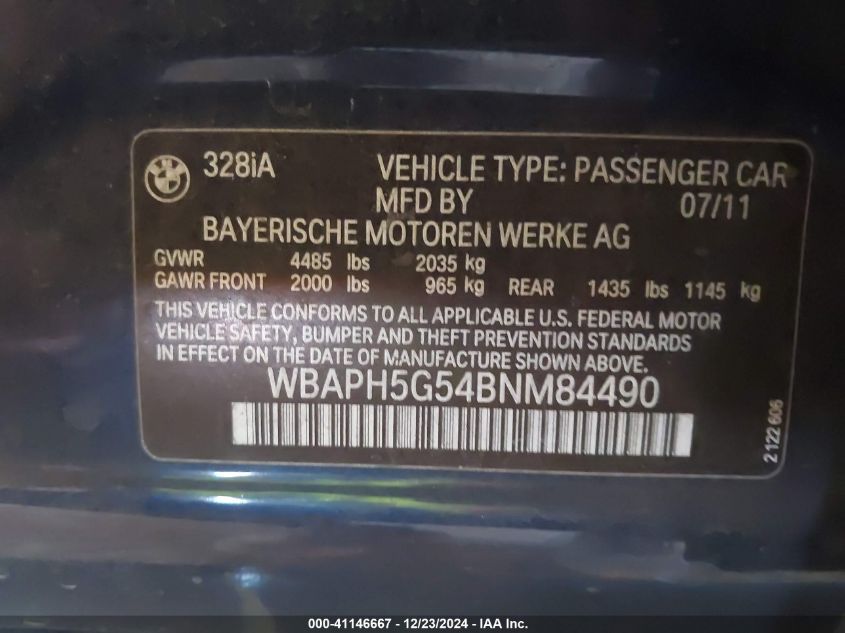 328iA VEHICLE TYPE: PASSENGER CAR
MFD BY 07/11
BAYERISCHE MOTOREN WERKE AG
GVWR 4485 lbs 2035 kg
GAWR FRONT 2000 lbs 965 kg REAR 1435 lbs 1145 kg
THIS VEHICLE CONFORMS TO ALL APPLICABLE U.S. FEDERAL MOTOR
VEHICLE SAFETY, BUMPER AND THEFT PREVENTION STANDARDS
IN EFFECT ON THE DATE OF MANUFACTURE SHOWN ABOVE.
WBAPH5G54BNM84490
2 122 606
000-41146667 - 12/23/2024 - IAA Inc.